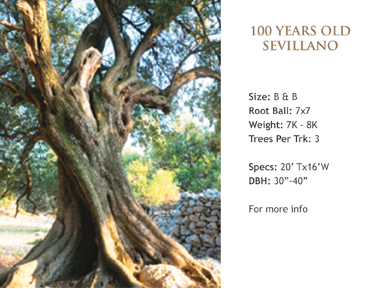 100 YEARS OLD
SEVILLANO
Size: B & B
Root Ball: 7x7
Weight: 7K - 8K
Trees Per Trk: 3
Specs: 20' Tx16'W
DBH: 30"-40"
For more info